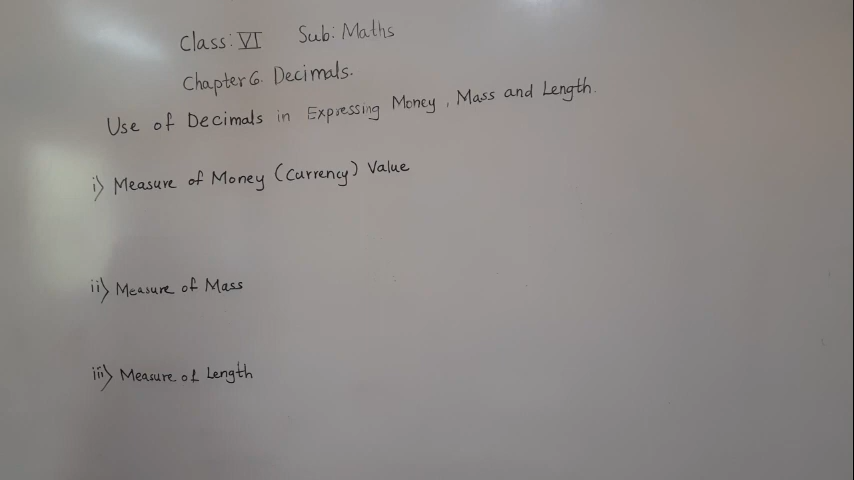 Class: VI Sub: Maths
Chapter 6. Decimals.
Use of Decimals in Expressing Money, Mass and Length.
i) Measure of Money (Currency) Value
ii) Measure of Mass
iii) Measure of Length